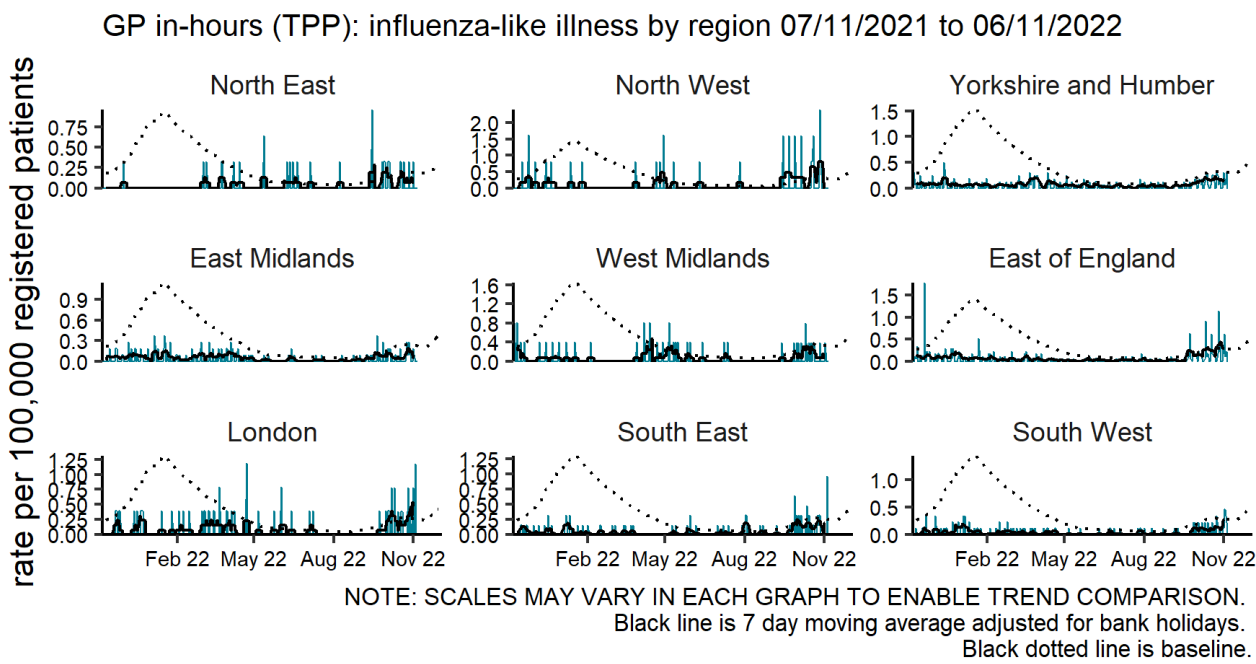 GP in-hours (TPP): influenza-like illness by region 07/11/2021 to 06/11/2022
rate per 100,000 registered patients
North East
0.75
0.50
0.25
0.00
North West
2.0
1.5
1.0
0.5
0.0
Yorkshire and Humber
1.5
1.0
0.5
0.0
East Midlands
0.9
0.6
0.3
0.0
West Midlands
1.6
1.2
0.8
0.4
0.0
East of England
1.5
1.0
0.5
0.0
London
1.25
1.00
0.75
0.50
0.25
0.00
South East
1.25
1.00
0.75
0.50
0.25
0.00
South West
1.0
0.5
0.0
Feb 22 May 22 Aug 22 Nov 22
Feb 22 May 22 Aug 22 Nov 22
Feb 22 May 22 Aug 22 Nov 22
NOTE: SCALES MAY VARY IN EACH GRAPH TO ENABLE TREND COMPARISON.
Black line is 7 day moving average adjusted for bank holidays.
Black dotted line is baseline.